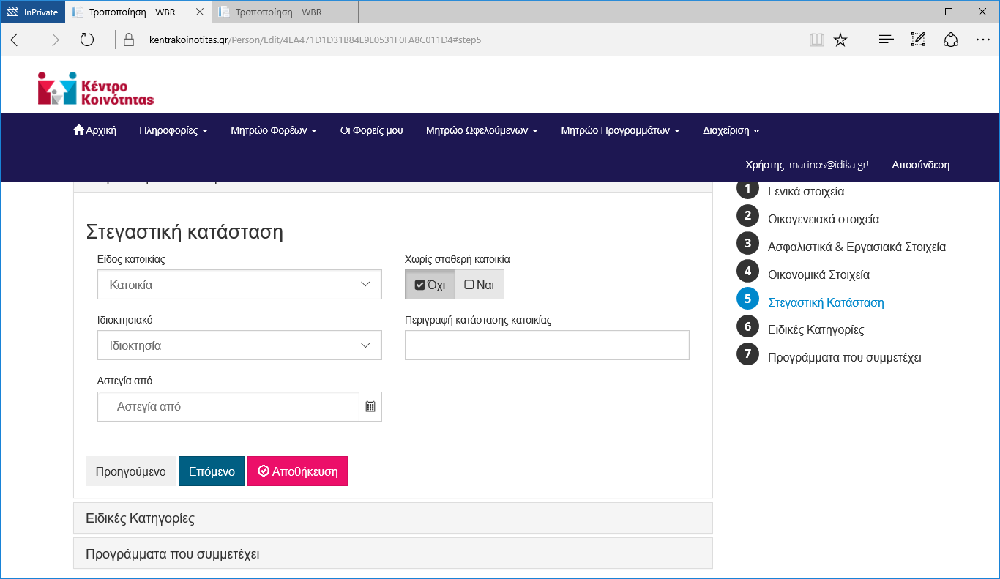 InPrivate
Τροποποίηση - WBR
Τροποποίηση - WBR
kentrakoinotitas.gr/Person/Edit/4EA471D1D31B84E9E0531F0FA8C011D4#step5
Κέντρο
Κοινότητας
Αρχική
Πληροφορίες
Μητρώο Φορέων
Οι Φορείς μου
Μητρώο Ωφελούμενων
Μητρώο Προγραμμάτων
Διαχείριση
Χρήστης: marinos@idika.gr!
Αποσύνδεση
Στεγαστική κατάσταση
Είδος κατοικίας
Χωρίς σταθερή κατοικία
Κατοικία
Όχι
Ναι
Ιδιοκτησιακό
Περιγραφή κατάστασης κατοικίας
Ιδιοκτησία
Αστεγία από
Αστεγία από
Προηγούμενο
Επόμενο
Αποθήκευση
Ειδικές Κατηγορίες
Προγράμματα που συμμετέχει
1 Γενικά στοιχεία
2 Οικογενειακά στοιχεία
3 Ασφαλιστικά & Εργασιακά Στοιχεία
4 Οικονομικά Στοιχεία
5 Στεγαστική Κατάσταση
6 Ειδικές Κατηγορίες
7 Προγράμματα που συμμετέχει